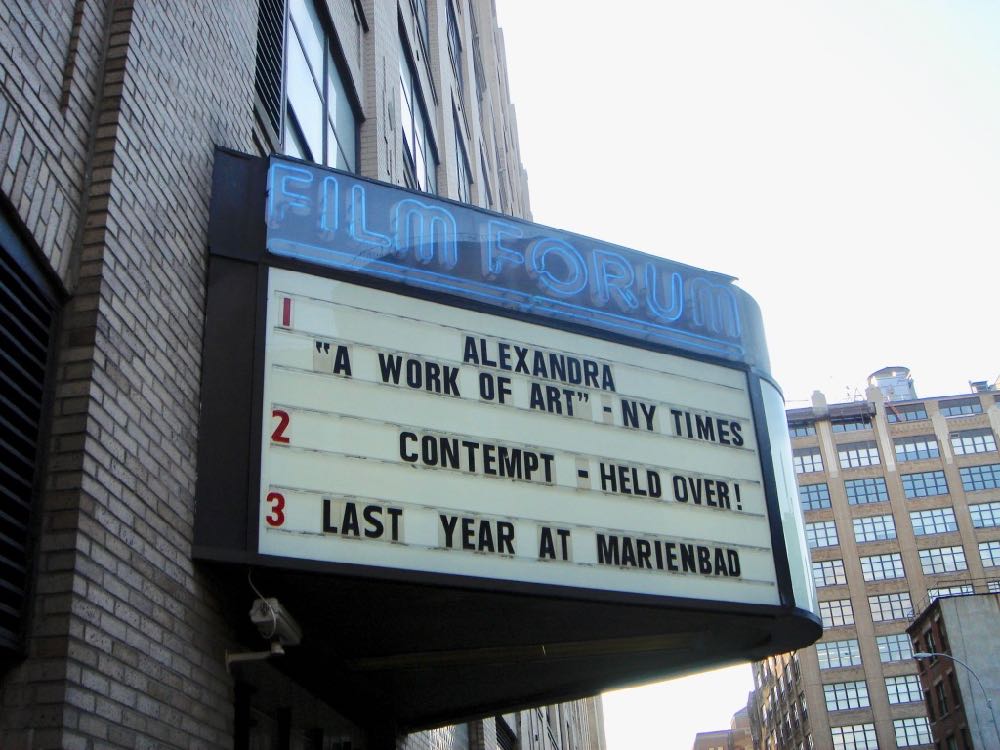 FILM FORUM
1 ALEXANDRA
"A WORK OF ART" - NY TIMES
2 CONTEMPT - HELD OVER!
3 LAST YEAR AT MARIENBAD